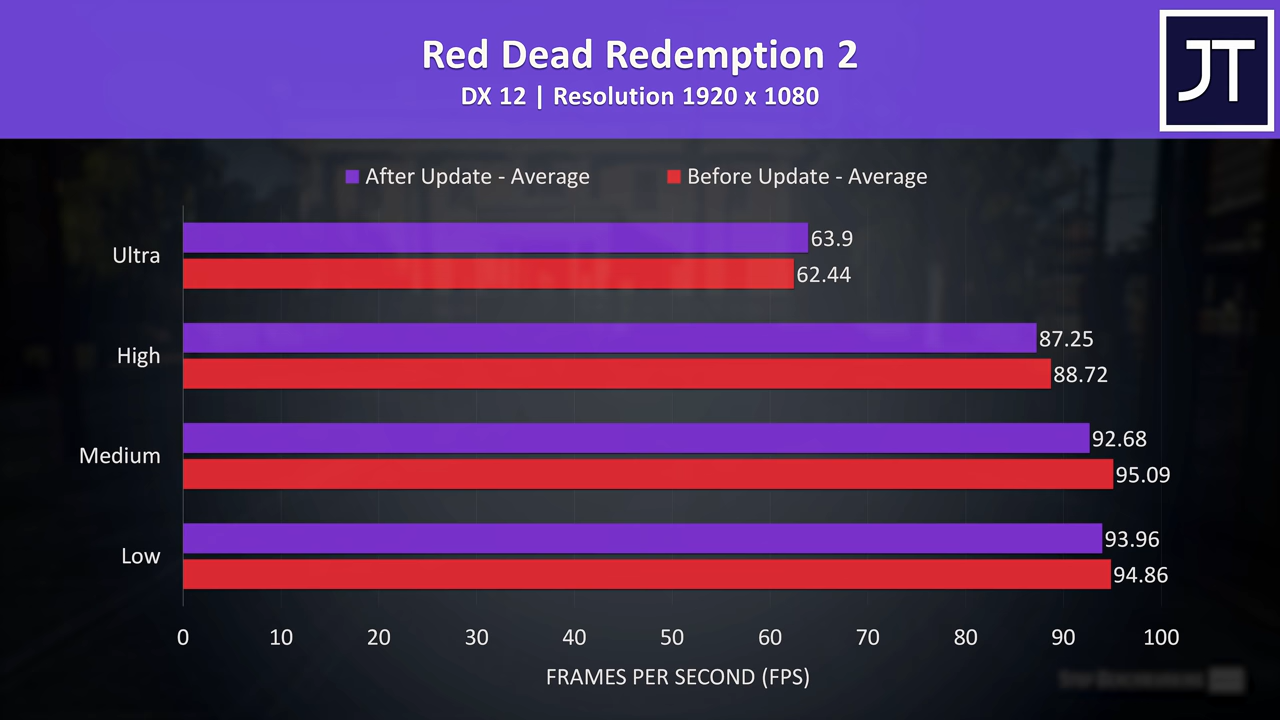 Red Dead Redemption 2
DX 12 | Resolution 1920 x 1080
JT
After Update - Average
Before Update - Average
Ultra
63.9
62.44
High
87.25
88.72
Medium
92.68
95.09
Low
93.96
94.86
0 10 20 30 40 50 60 70 80 90 100
FRAMES PER SECOND (FPS)